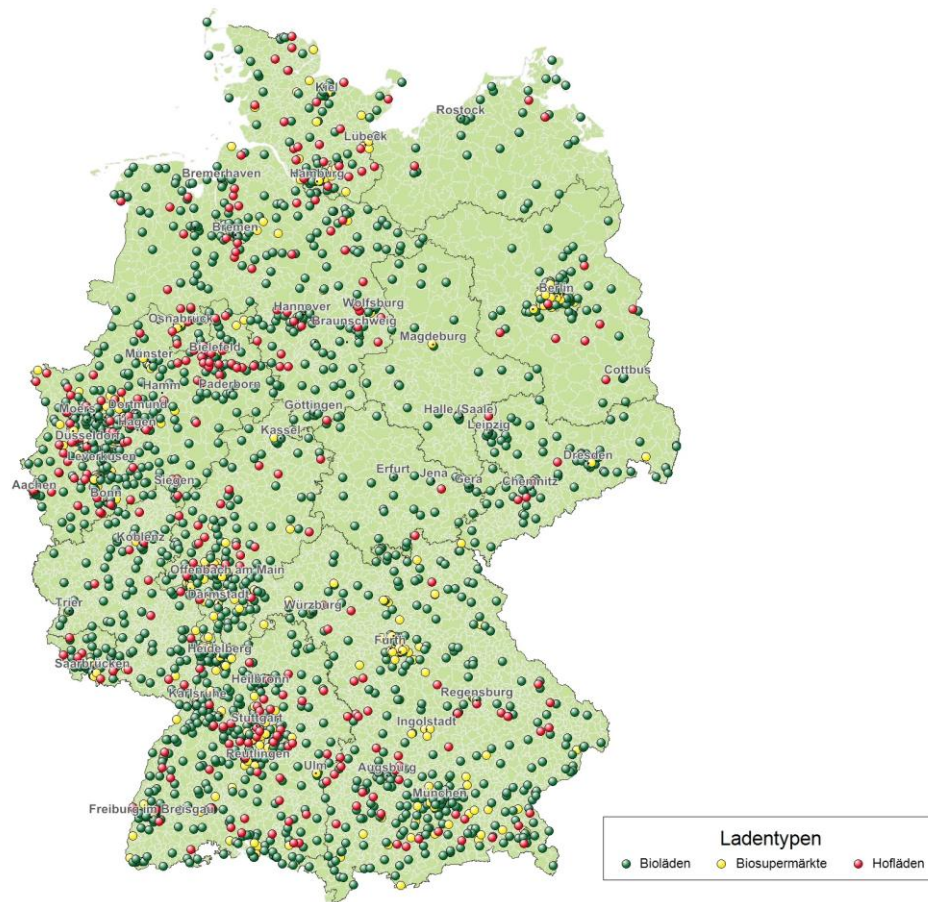 Kiel
Rostock
Lübeck
Bremerhaven
Hamburg
Bremen
Berlin
Hannover
Wolfsburg
Osnabrück
Braunschweig
Magdeburg
Münster
Bielefeld
Hamm
Paderborn
Cottbus
Moers
Dortmund
Göttingen
Halle (Saale)
Hagen
Leipzig
Düsseldorf
Kassel
Leverkusen
Dresden
Aachen
Siegen
Erfurt
Jena
Gera
Chemnitz
Bonn
Koblenz
Offenbach am Main
Trier
Darmstadt
Würzburg
Fürth
Heidelberg
Saarbrücken
Heilbronn
Karlsruhe
Regensburg
Stuttgart
Ingolstadt
Reutlingen
Ulm
Augsburg
München
Freiburg im Breisgau
Ladentypen
Bioläden Biosupermärkte Hofläden